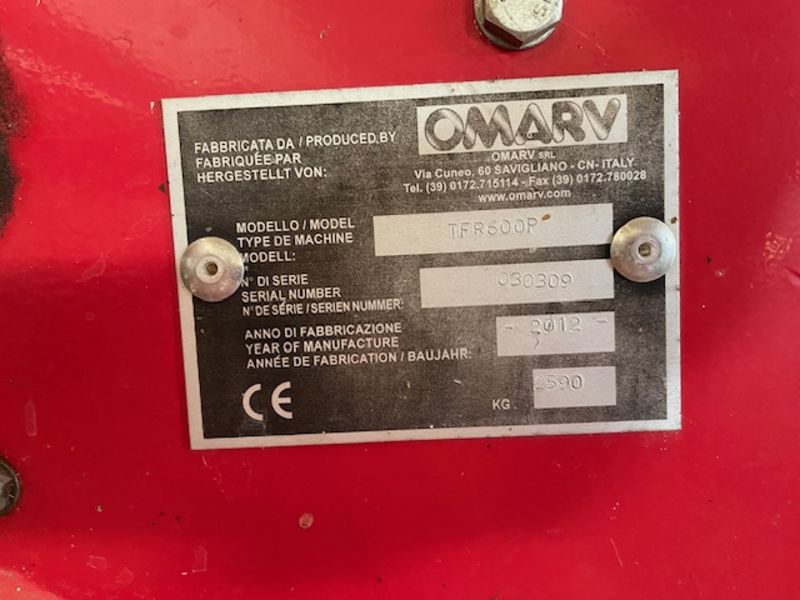 FABBRICATA DA / PRODUCED BY
FABRIQUÉE PAR
HERGESTELLT VON:
OMARV
OMARV SRL
Via Cuneo, 60 SAVIGLIANO - CN- ITALY
Tel. (39) 0172.715114 - Fax (39) 0172.780028
www.omarv.com
MODELLO / MODEL
TYPE DE MACHINE
MODELL:
TFR600P
N° DI SERIE
SERIAL NUMBER
N° DE SÉRIE / SERIEN NUMMER:
030309
ANNO DI FABBRICAZIONE
YEAR OF MANUFACTURE
ANNÉE DE FABRICATION / BAUJAHR:
- 2012 -
CE
KG. 2590